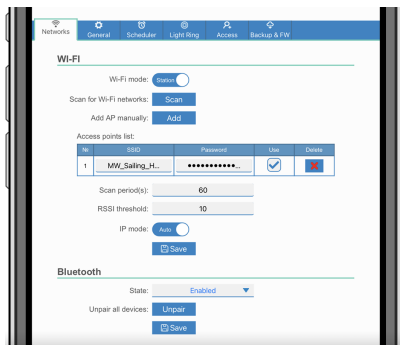 Networks General Scheduler Light Ring Access Backup & FW
Wi-Fi
Wi-Fi mode: Station
Scan for Wi-Fi networks: Scan
Add AP manually: Add
Access points list:
№ SSID Password Use Delete
1 MW_Sailing_H... ●●●●●●●●●●●...
Scan period(s): 60
RSSI threshold: 10
IP mode: Auto
Save
Bluetooth
State: Enabled
Unpair all devices: Unpair
Save